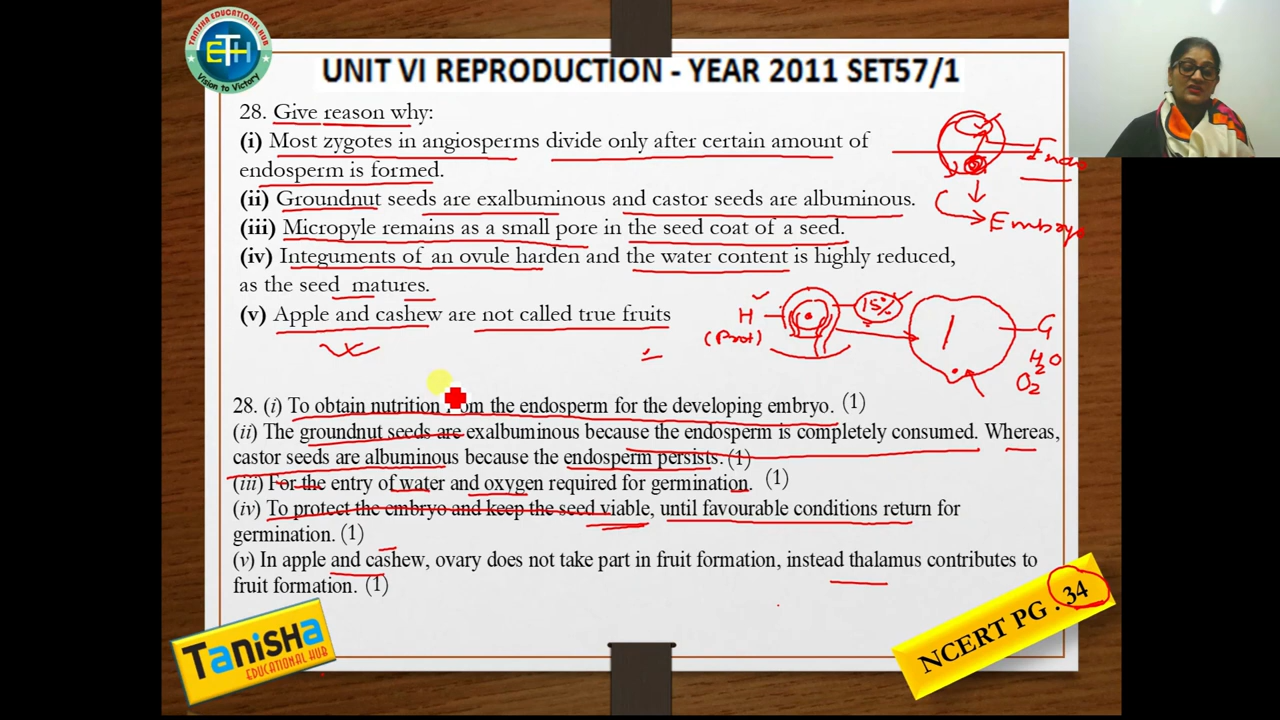 TANISHA EDUCATIONAL HUB
ETH
Vision to Victory
UNIT VI REPRODUCTION - YEAR 2011 SET57/1
28. Give reason why:
(i) Most zygotes in angiosperms divide only after certain amount of
endosperm is formed.
(ii) Groundnut seeds are exalbuminous and castor seeds are albuminous.
(iii) Micropyle remains as a small pore in the seed coat of a seed.
(iv) Integuments of an ovule harden and the water content is highly reduced,
as the seed matures.
(v) Apple and cashew are not called true fruits
Embryo
H
15%
G
H2O
O2
28. (i) To obtain nutrition from the endosperm for the developing embryo. (1)
(ii) The groundnut seeds are exalbuminous because the endosperm is completely consumed. Whereas,
castor seeds are albuminous because the endosperm persists. (1)
(iii) For the entry of water and oxygen required for germination. (1)
(iv) To protect the embryo and keep the seed viable, until favourable conditions return for
germination. (1)
(v) In apple and cashew, ovary does not take part in fruit formation, instead thalamus contributes to
fruit formation. (1)
TaniSHa
EDUCATIONAL HUB
NCERT PG . 34